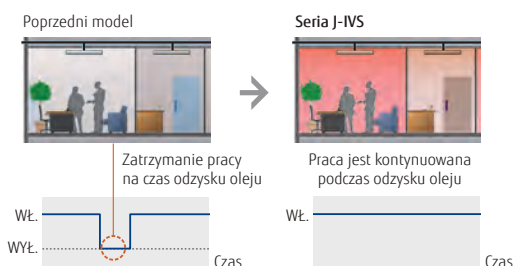 Poprzedni model
Seria J-IVS
Zatrzymanie pracy
na czas odzysku oleju
Praca jest kontynuowana
podczas odzysku oleju
WŁ.
WYŁ.
Czas
WŁ.
Czas